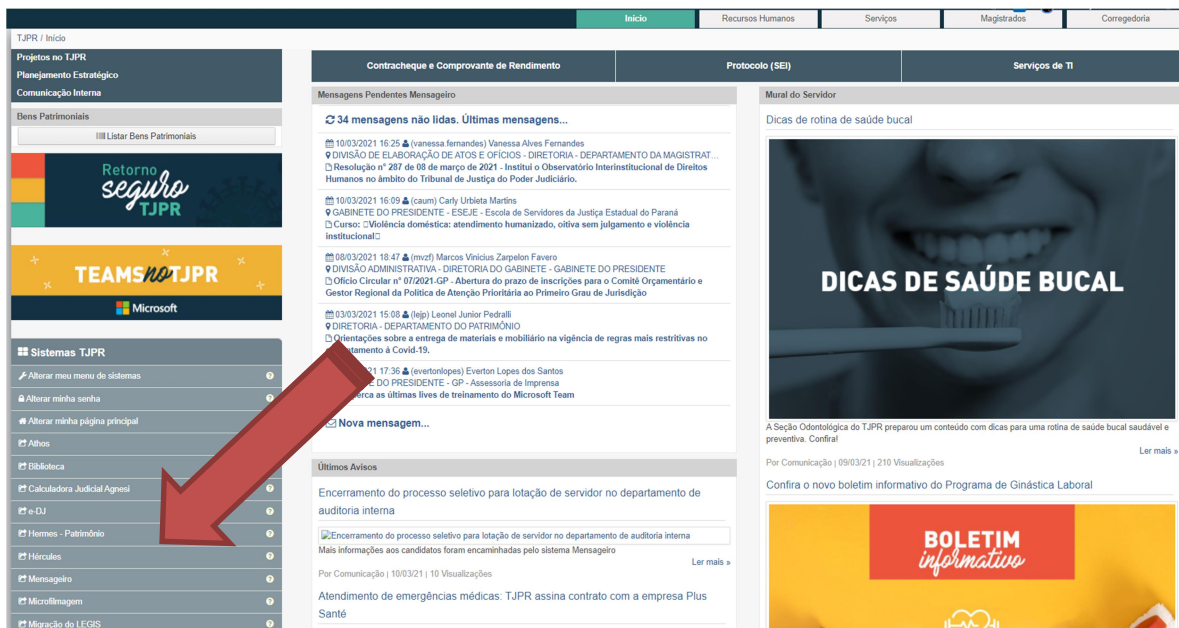 Início
Recursos Humanos
Serviços
Magistrados
Corregedoria
TJPR / Início
Projetos no TJPR
Planejamento Estratégico
Comunicação Interna
Bens Patrimoniais
Listar Bens Patrimoniais
Retorno
seguro
TJPR
TEAMS no TJPR
Microsoft
Sistemas TJPR
Alterar meu menu de sistemas
Alterar minha senha
Alterar minha página principal
Athos
Biblioteca
Calculadora Judicial Agnesi
e-DJ
Hermes - Patrimônio
Hércules
Mensageiro
Microfilmagem
Migração do LEGIS
Contracheque e Comprovante de Rendimento
Protocolo (SEI)
Serviços de TI
Mensagens Pendentes Mensageiro
34 mensagens não lidas. Últimas mensagens...
10/03/2021 16:25 (vanessa.fernandes) Vanessa Alves Fernandes
DIVISÃO DE ELABORAÇÃO DE ATOS E OFÍCIOS - DIRETORIA - DEPARTAMENTO DA MAGISTRAT...
Resolução nº 287 de 08 de março de 2021 - Institui o Observatório Interinstitucional de Direitos
Humanos no âmbito do Tribunal de Justiça do Poder Judiciário.
10/03/2021 16:09 (caum) Carly Urbieta Martins
GABINETE DO PRESIDENTE - ESEJE - Escola de Servidores da Justiça Estadual do Paraná
Curso: Violência doméstica: atendimento humanizado, oitiva sem julgamento e violência
institucional
08/03/2021 18:47 (mvzf) Marcos Vinicius Zarpelon Favero
DIVISÃO ADMINISTRATIVA - DIRETORIA DO GABINETE - GABINETE DO PRESIDENTE
Ofício Circular nº 07/2021-GP - Abertura do prazo de inscrições para o Comitê Orçamentário e
Gestor Regional da Política de Atenção Prioritária ao Primeiro Grau de Jurisdição
03/03/2021 15:08 (lejp) Leonel Junior Pedralli
DIRETORIA - DEPARTAMENTO DO PATRIMÔNIO
Orientações sobre a entrega de materiais e mobiliário na vigência de regras mais restritivas no
à Covid-19.
17:36 (evertonlopes) Everton Lopes dos Santos
DO PRESIDENTE - GP - Assessoria de Imprensa
as últimas lives de treinamento do Microsoft Team
Nova mensagem...
Últimos Avisos
Encerramento do processo seletivo para lotação de servidor no departamento de
auditoria interna
Encerramento do processo seletivo para lotação de servidor no departamento de auditoria interna
Mais informações aos candidatos foram encaminhadas pelo sistema Mensageiro
Ler mais »
Por Comunicação | 10/03/21 | 10 Visualizações
Atendimento de emergências médicas: TJPR assina contrato com a empresa Plus
Santé
Mural do Servidor
Dicas de rotina de saúde bucal
DICAS DE SAÚDE BUCAL
A Seção Odontológica do TJPR preparou um conteúdo com dicas para uma rotina de saúde bucal saudável e
preventiva. Confira!
Ler mais »
Por Comunicação | 09/03/21 | 210 Visualizações
Confira o novo boletim informativo do Programa de Ginástica Laboral
BOLETIM
informativo